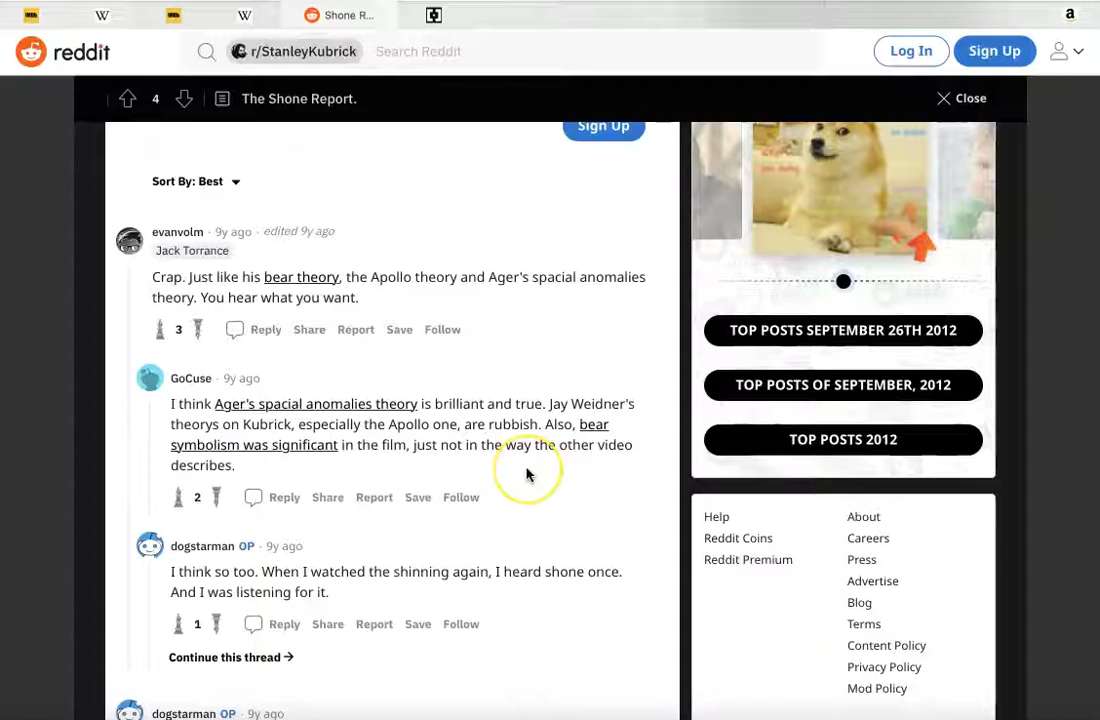 IMDb
W
IMDb
W
Shone R...
a
reddit
r/StanleyKubrick
Search Reddit
Log In
Sign Up
4
The Shone Report.
Close
Sign Up
Sort By: Best
evanvolm · 9y ago · edited 9y ago
Jack Torrance
Crap. Just like his bear theory, the Apollo theory and Ager's spacial anomalies
theory. You hear what you want.
3 Reply Share Report Save Follow
GoCuse · 9y ago
I think Ager's spacial anomalies theory is brilliant and true. Jay Weidner's
theorys on Kubrick, especially the Apollo one, are rubbish. Also, bear
symbolism was significant in the film, just not in the way the other video
describes.
2 Reply Share Report Save Follow
dogstarman OP · 9y ago
I think so too. When I watched the shinning again, I heard shone once.
And I was listening for it.
1 Reply Share Report Save Follow
Continue this thread →
dogstarman OP · 9y ago
TOP POSTS SEPTEMBER 26TH 2012
TOP POSTS OF SEPTEMBER, 2012
TOP POSTS 2012
Help
Reddit Coins
Reddit Premium
About
Careers
Press
Advertise
Blog
Terms
Content Policy
Privacy Policy
Mod Policy